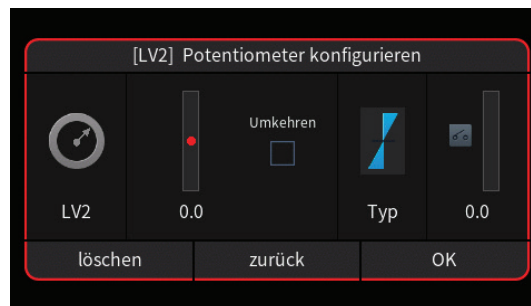 [LV2] Potentiometer konfigurieren
Umkehren
LV2 0.0 Typ 0.0
löschen zurück OK